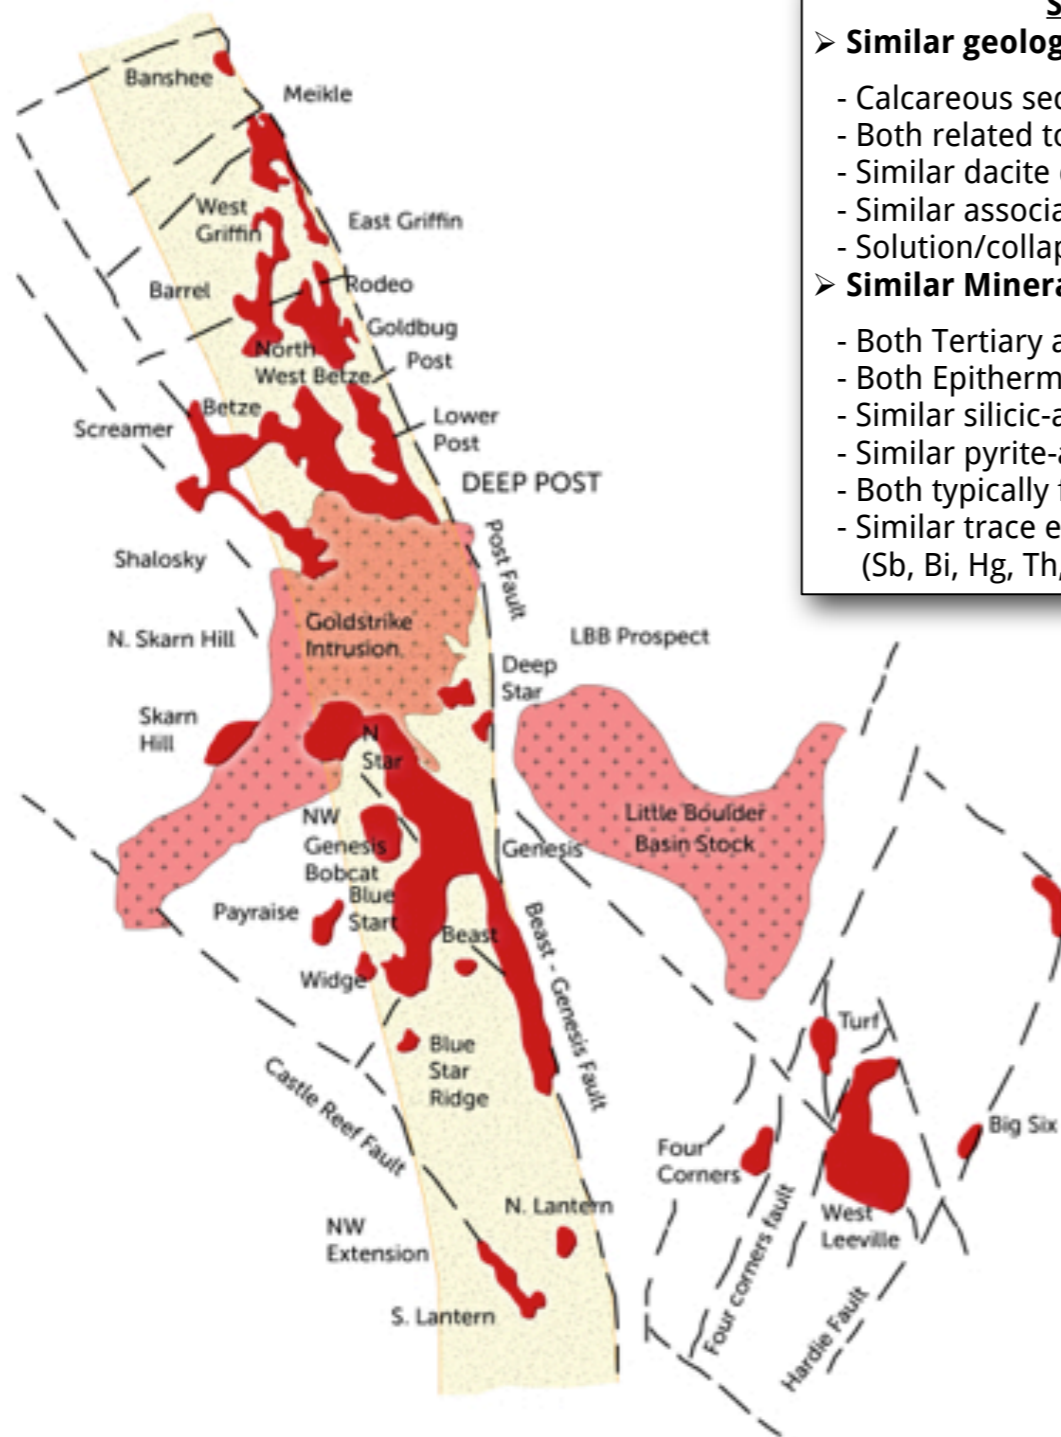 Similar geolog
- Calcareous sed
- Both related to
- Similar dacite
- Similar associa
- Solution/collap
Similar Minera
- Both Tertiary a
- Both Epitherm
- Similar silicic-a
- Similar pyrite-a
- Both typically f
- Similar trace e
(Sb, Bi, Hg, Th,
Banshee
Meikle
West
Griffin
East Griffin
Barrel
Rodeo
Goldbug
North
West Betze
Post
Betze
Screamer
Lower
Post
DEEP POST
Post Fault
Shalosky
Goldstrike
Intrusion.
N. Skarn Hill
LBB Prospect
Deep
Star
Skarn
Hill
N
Star
NW
Genesis
Bobcat
Genesis
Little Boulder
Basin Stock
Blue
Start
Payraise
Beast
Beast - Genesis Fault
Widge
Turf
Blue
Star
Ridge
Castle Reef Fault
Big Six
Four
Corners
N. Lantern
West
Leeville
NW
Extension
Four corners fault
S. Lantern
Hardie Fault